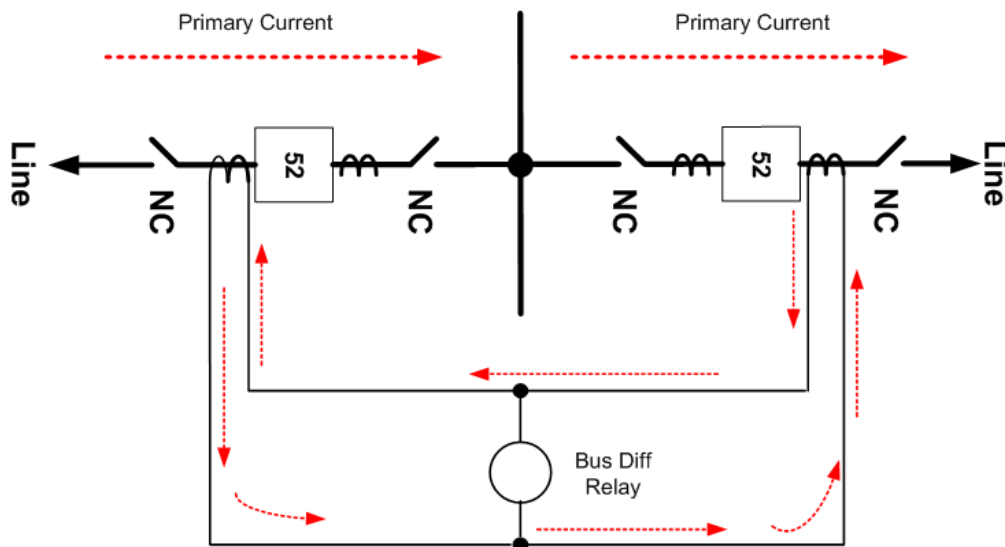 Primary Current
Primary Current
Line
52
52
Line
NC
NC
NC
NC
Bus Diff
Relay